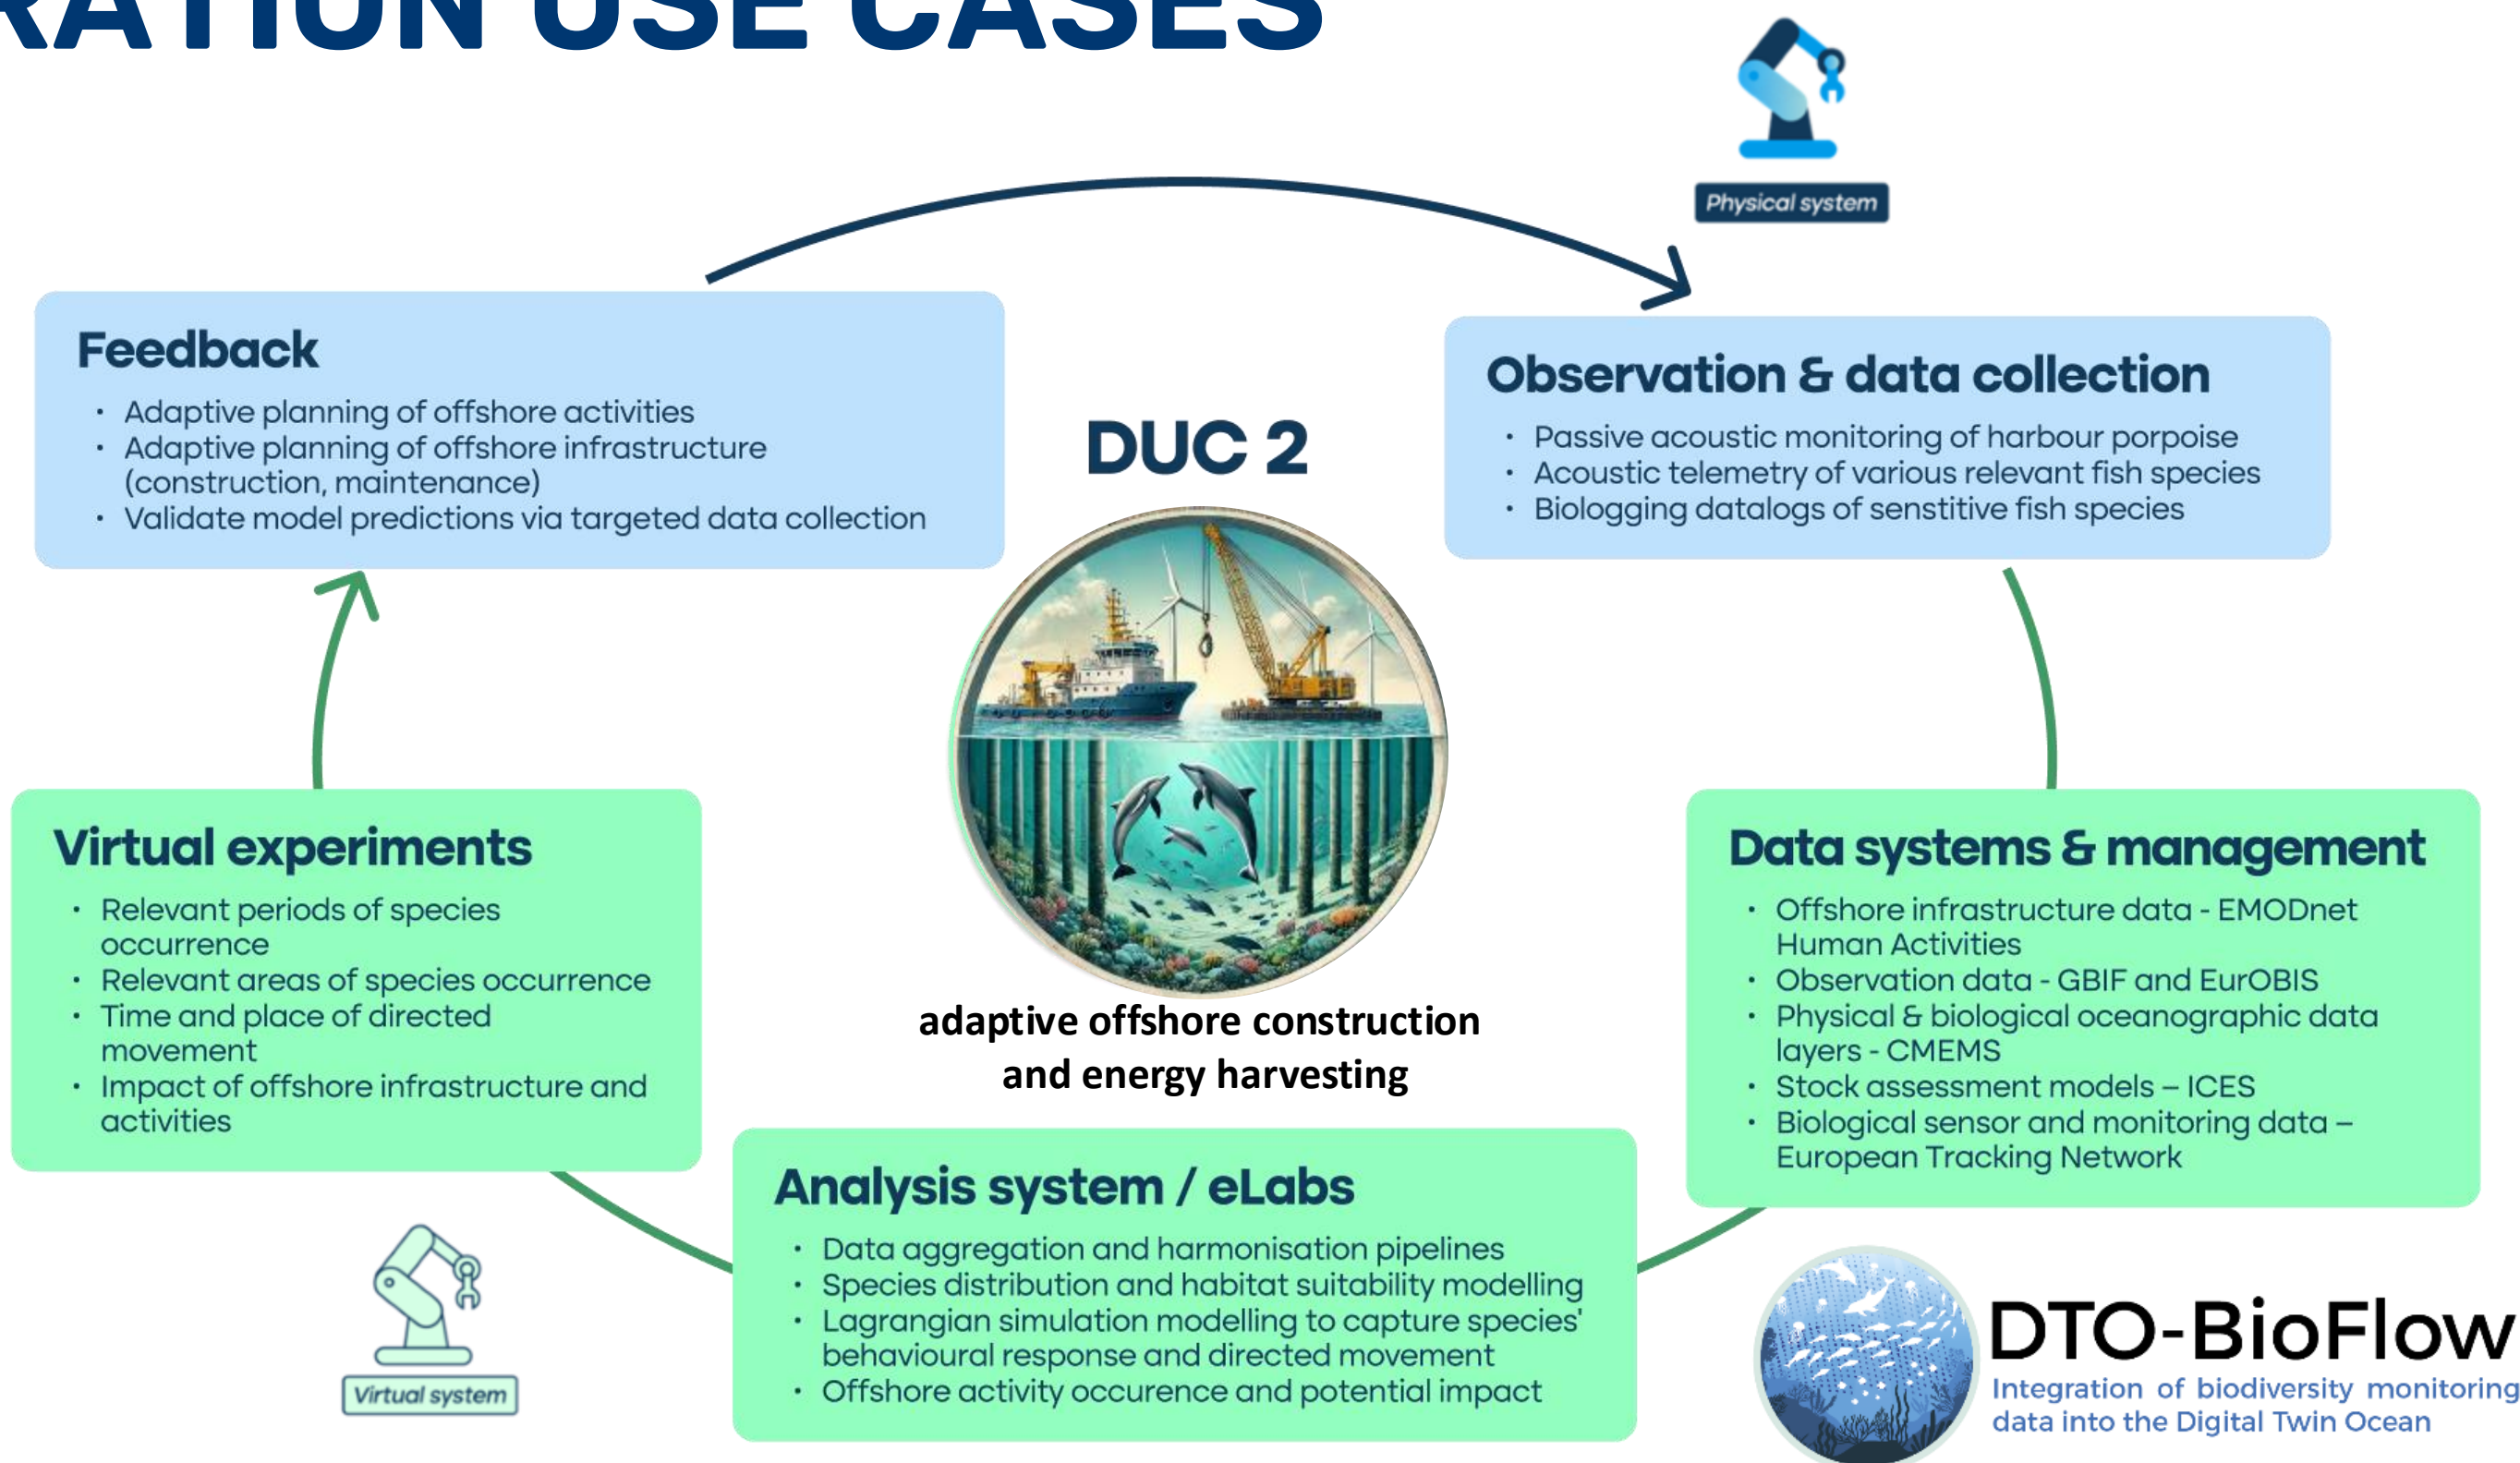 RATION USE CASES
Physical system
Feedback
• Adaptive planning of offshore activities
• Adaptive planning of offshore infrastructure
(construction, maintenance)
• Validate model predictions via targeted data collection
Observation & data collection
• Passive acoustic monitoring of harbour porpoise
• Acoustic telemetry of various relevant fish species
• Biologging datalogs of senstitive fish species
DUC 2
adaptive offshore construction
and energy harvesting
Virtual experiments
• Relevant periods of species
occurrence
• Relevant areas of species occurrence
• Time and place of directed
movement
• Impact of offshore infrastructure and
activities
Data systems & management
• Offshore infrastructure data - EMODnet
Human Activities
• Observation data - GBIF and EurOBIS
• Physical & biological oceanographic data
layers - CMEMS
• Stock assessment models – ICES
• Biological sensor and monitoring data –
European Tracking Network
Analysis system / eLabs
• Data aggregation and harmonisation pipelines
• Species distribution and habitat suitability modelling
• Lagrangian simulation modelling to capture species'
behavioural response and directed movement
• Offshore activity occurence and potential impact
Virtual system
DTO-BioFlow
Integration of biodiversity monitoring
data into the Digital Twin Ocean